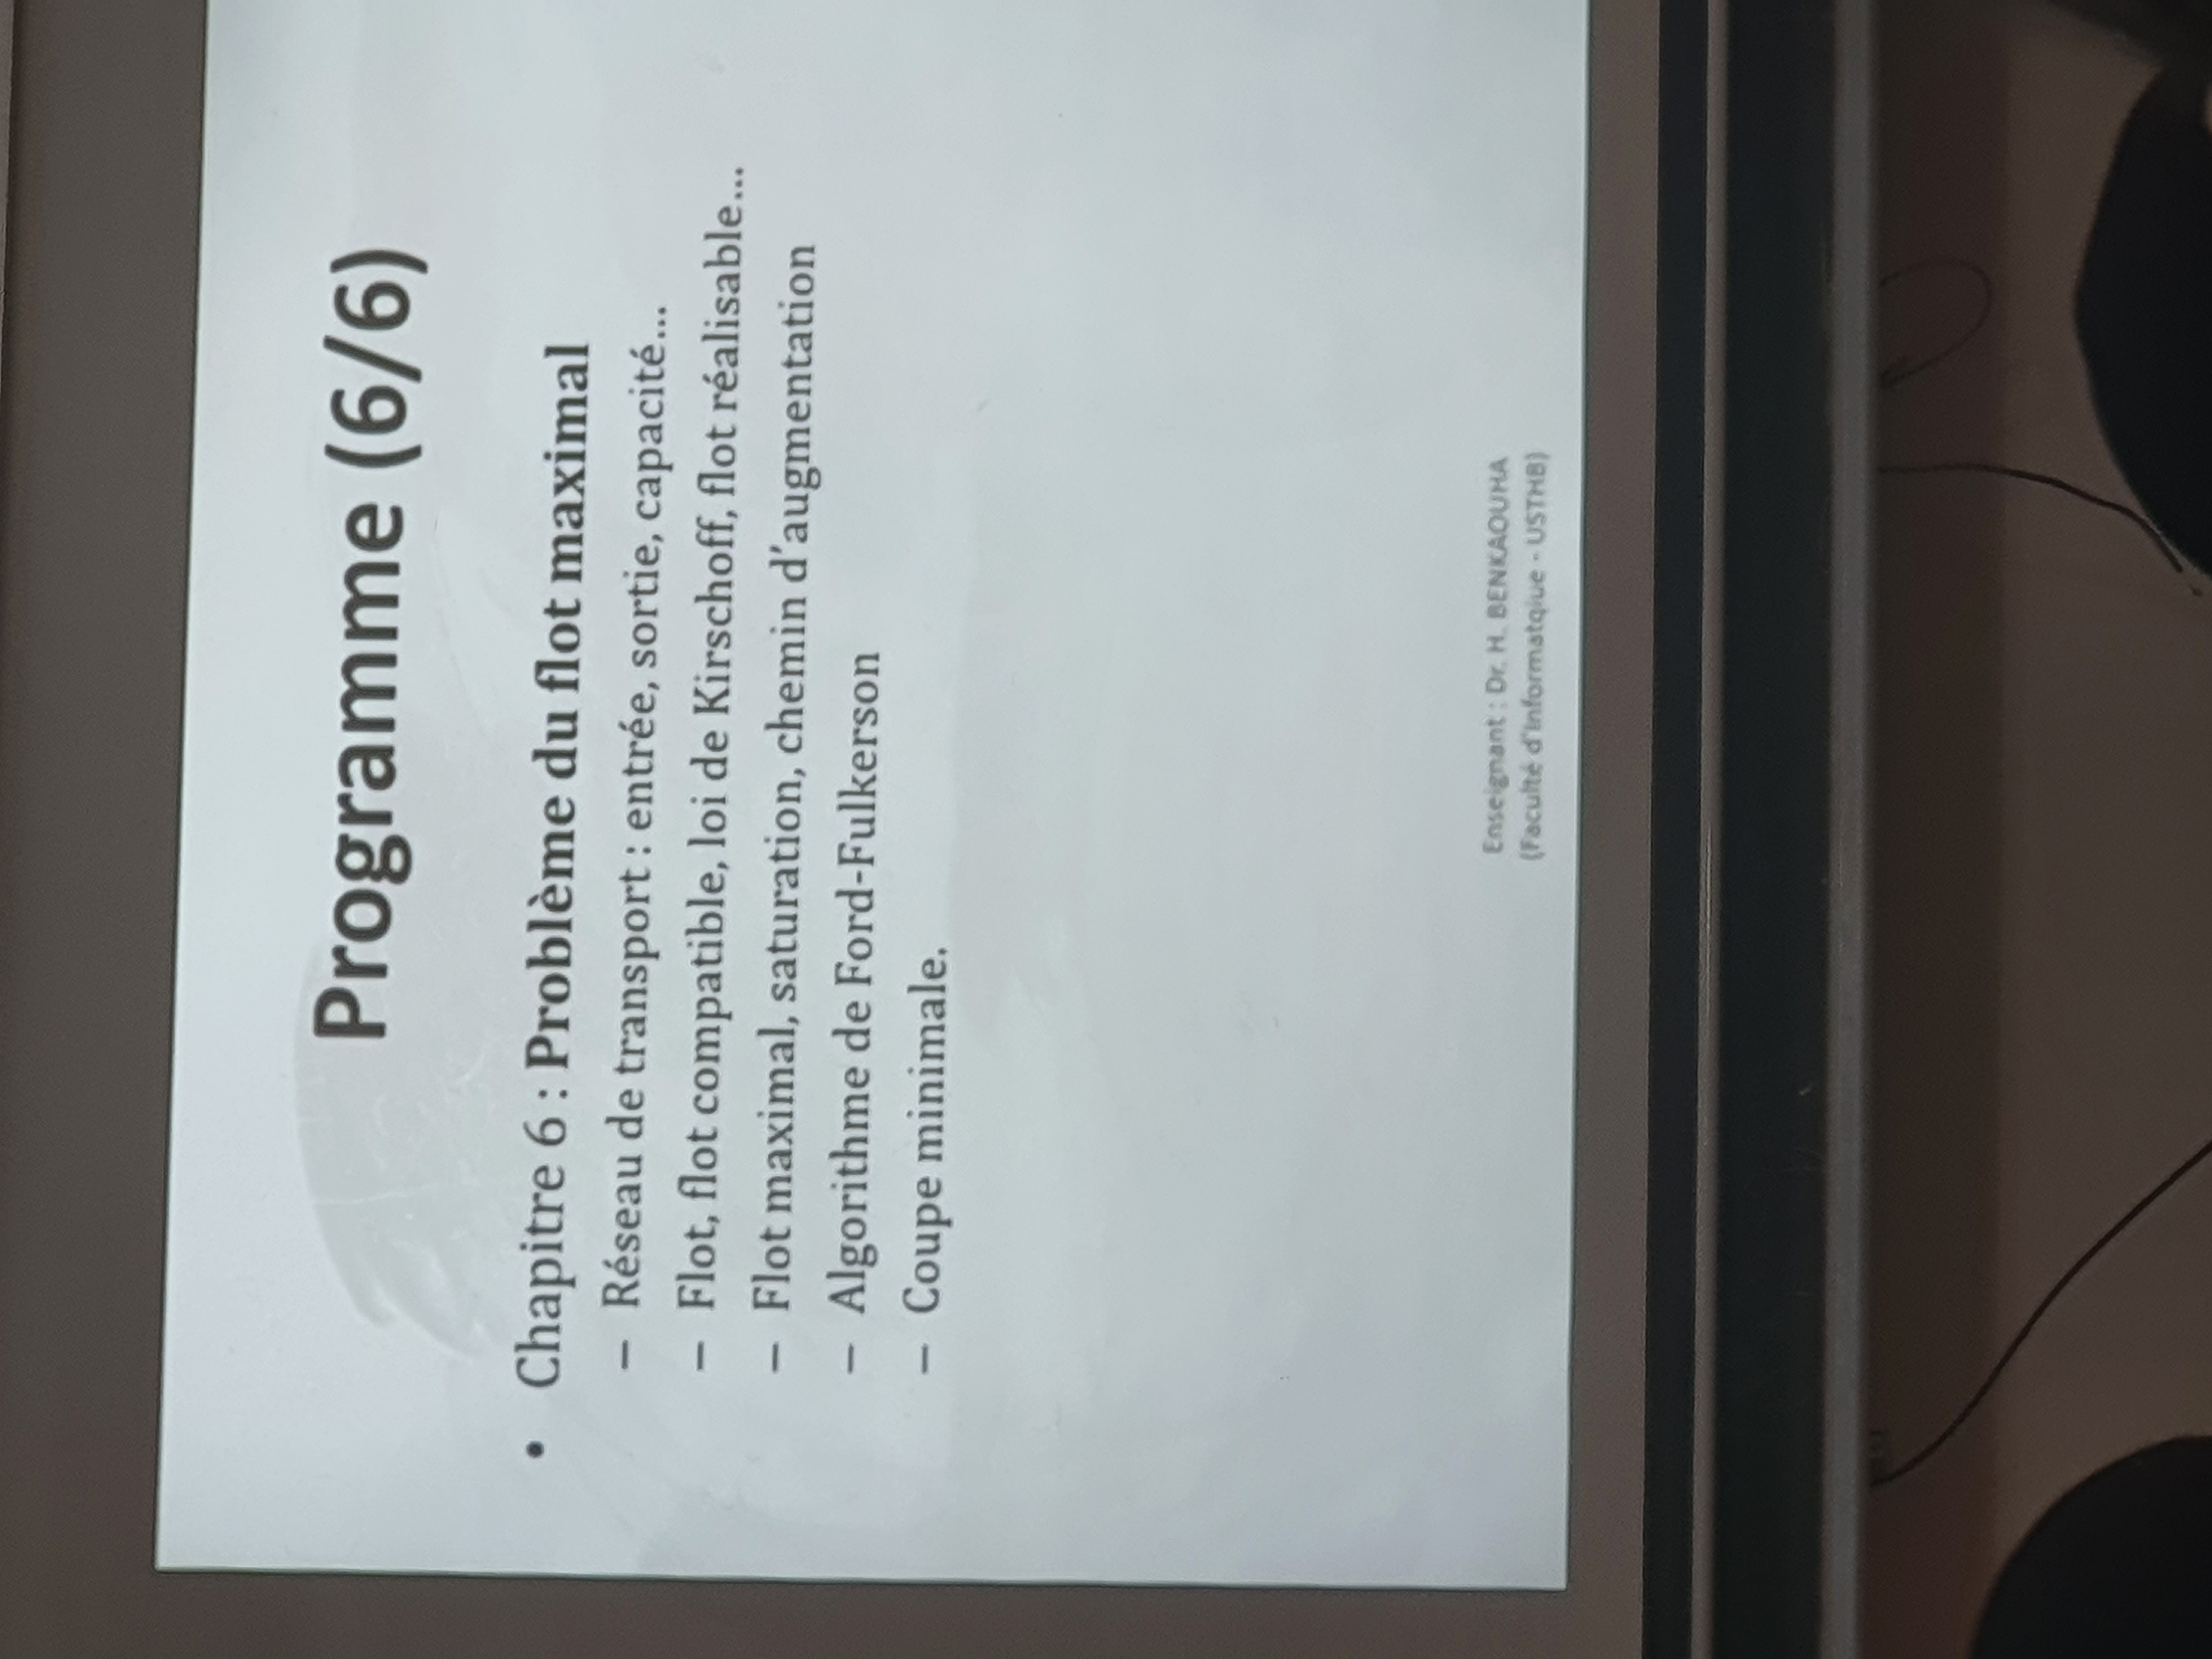 Programme (6/6)
• Chapitre 6 : Problème du flot maximal
– Réseau de transport : entrée, sortie, capacité...
– Flot, flot compatible, loi de Kirschoff, flot réalisable...
– Flot maximal, saturation, chemin d'augmentation
– Algorithme de Ford-Fulkerson
– Coupe minimale.
Enseignant : Dr. H. BENKAOUHA
(Faculté d'Informatqiue - USTHB)